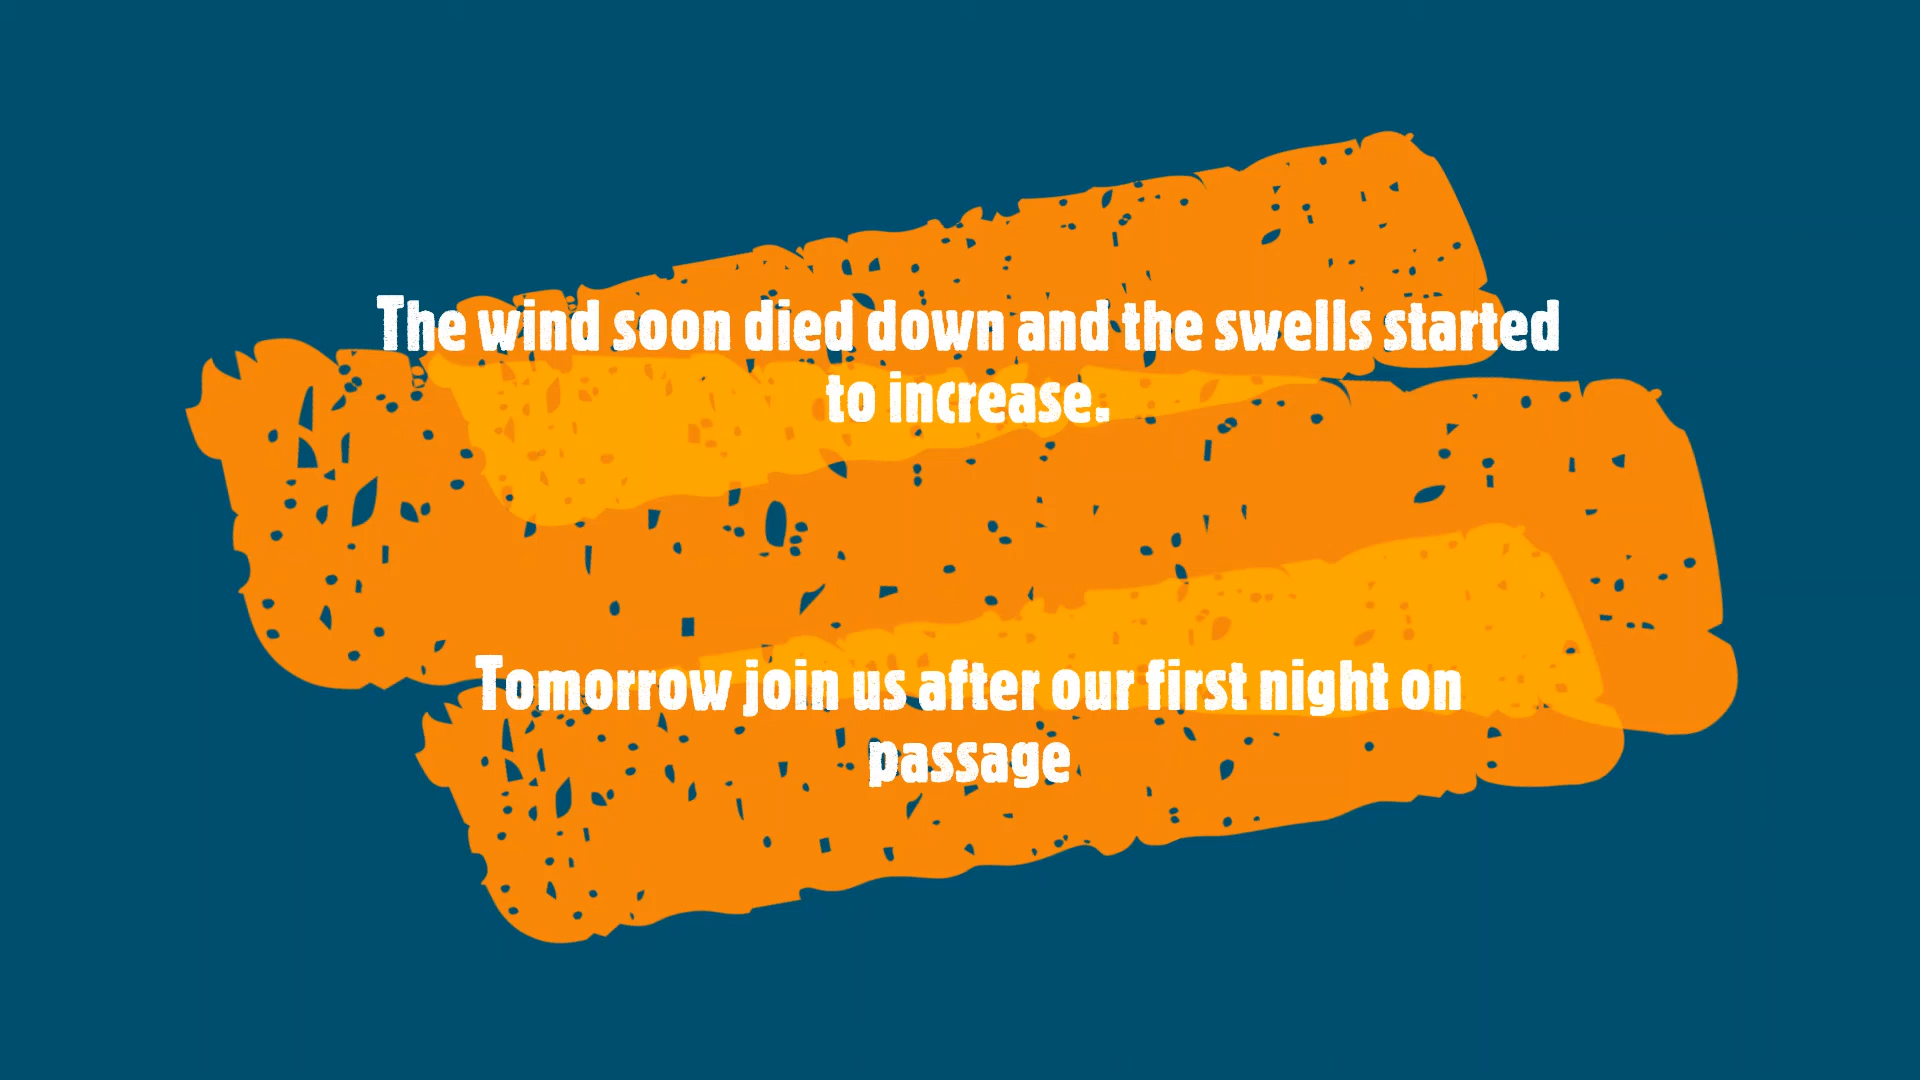 The wind soon died down and the swells started
to increase.
Tomorrow join us after our first night on
passage